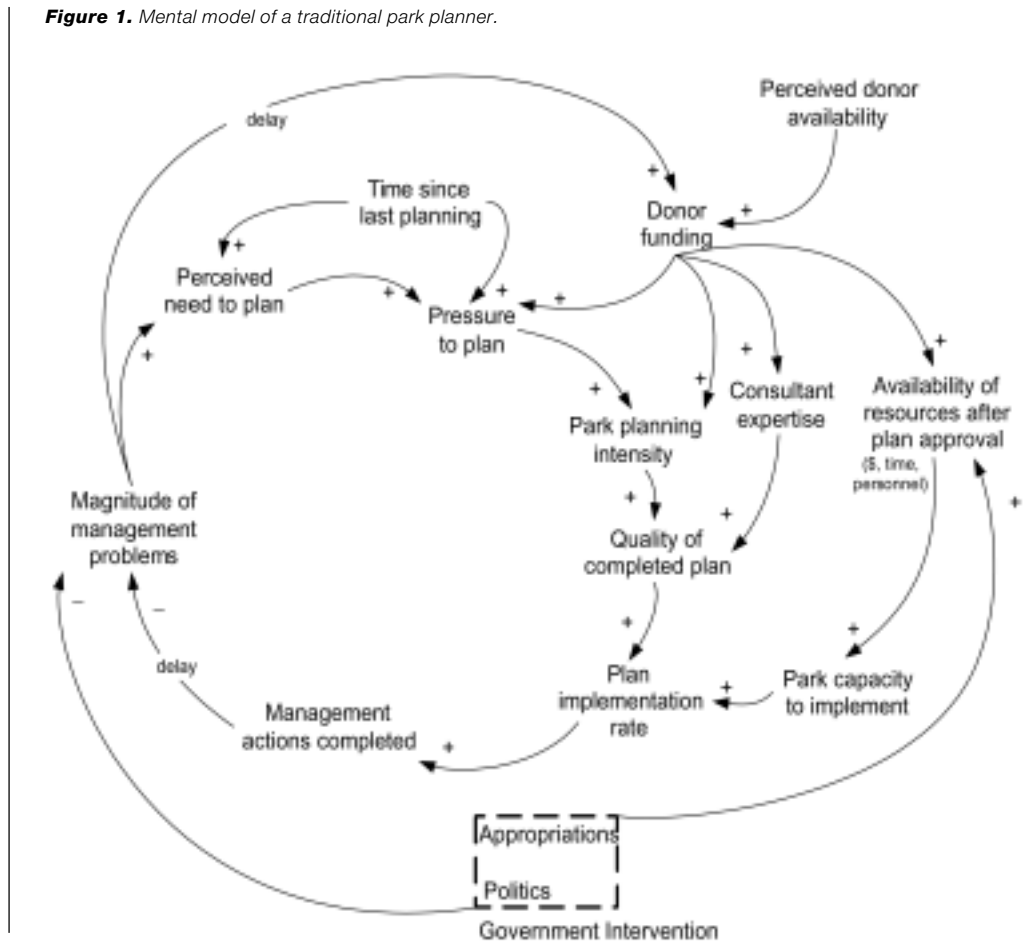 Figure 1. Mental model of a traditional park planner.
Perceived donor
availability
delay
+
Time since
last planning
+
Donor
funding
+
Perceived
need to plan
+
+
+
Pressure
to plan
+
+
+
+
+
Consultant
expertise
Availability of
resources after
plan approval
($, time,
personnel)
Park planning
intensity
Magnitude of
management
problems
+
+
+
Quality of
completed plan
–
–
+
+
delay
Plan
implementation
rate
+
Park capacity
to implement
Management
actions completed
+
Appropriations
Politics
Government Intervention